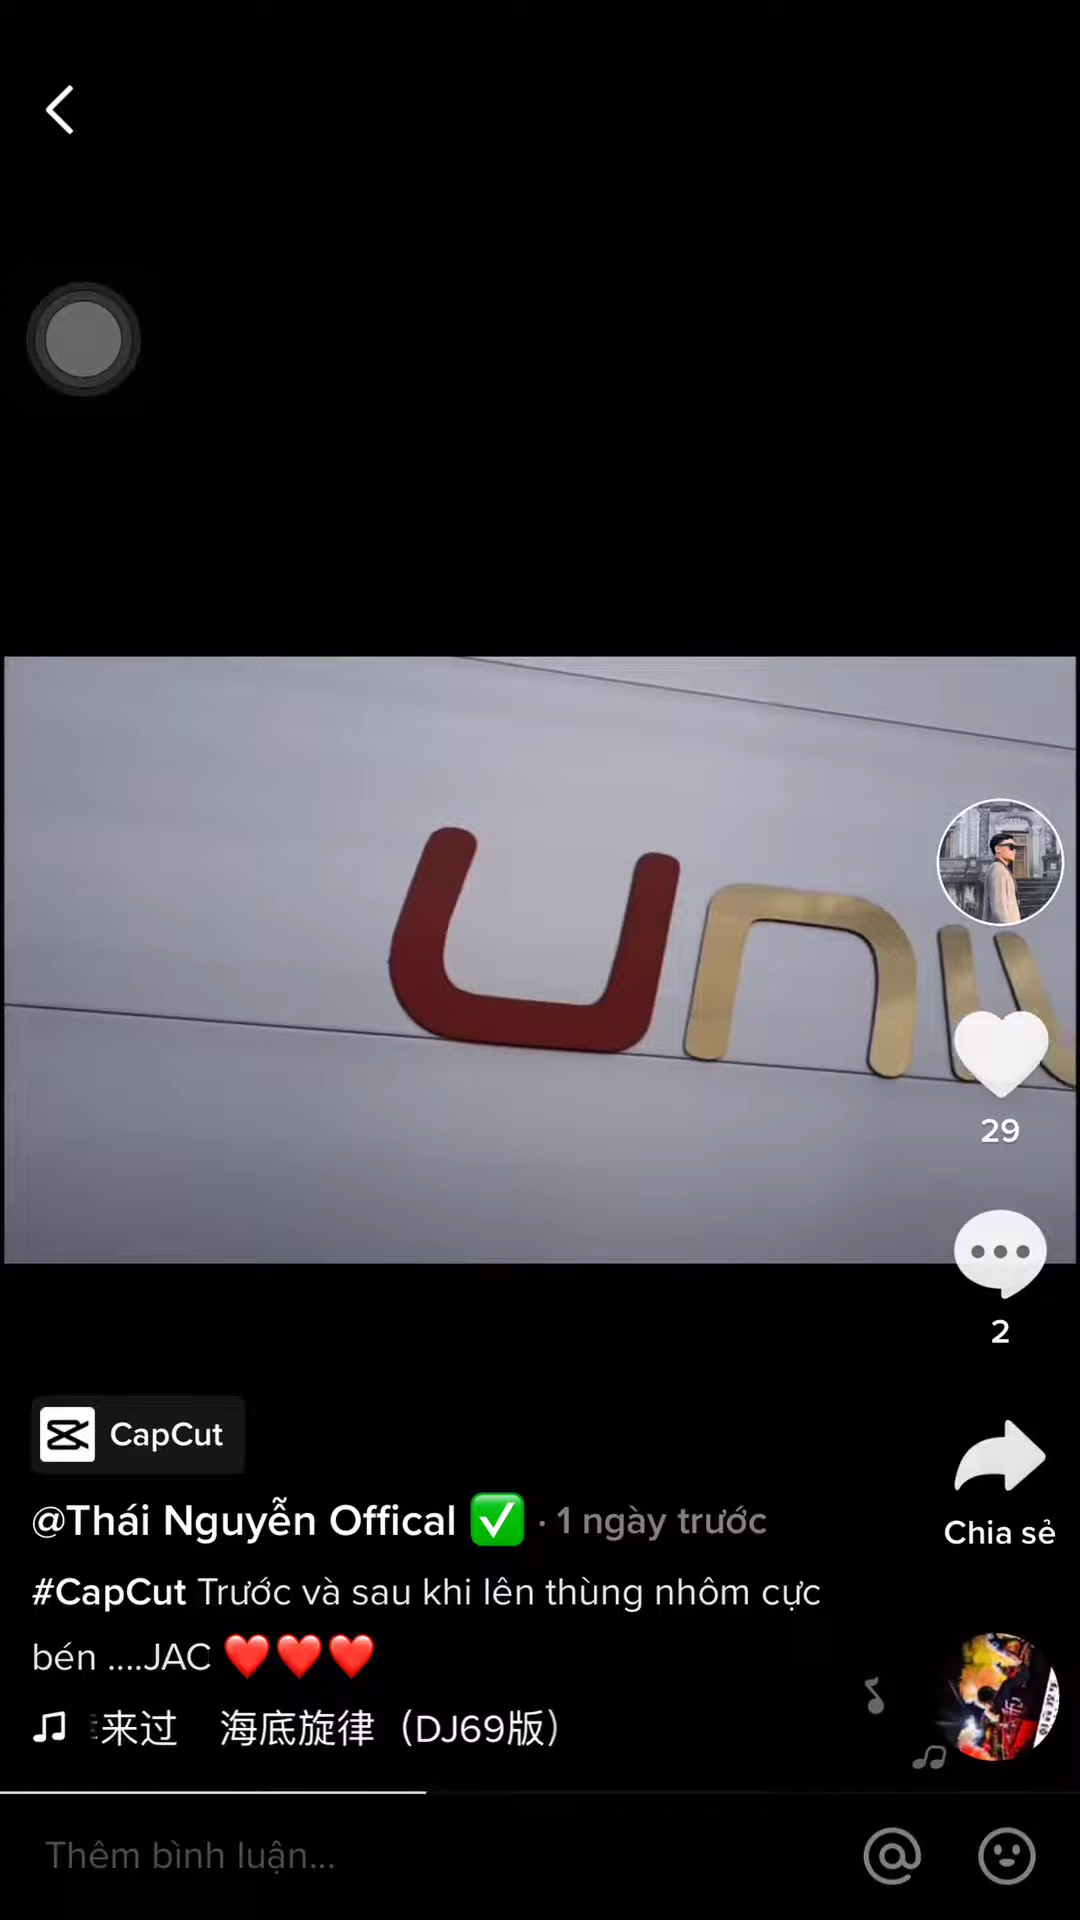 uni
29
2
CapCut
@Thái Nguyễn Offical ✅ · 1 ngày trước
Chia sẻ
#CapCut Trước và sau khi lên thùng nhôm cực
bén ....JAC ❤️❤️❤️
来过 海底旋律（DJ69版）
Thêm bình luận...